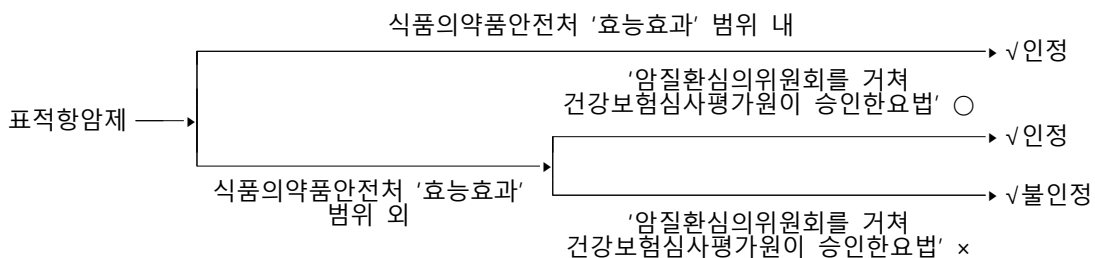 식품의약품안전처 '효능효과' 범위 내
√인정
'암질환심의위원회를 거쳐
건강보험심사평가원이 승인한요법' ○
표적항암제
√인정
식품의약품안전처 '효능효과'
범위 외
√불인정
'암질환심의위원회를 거쳐
건강보험심사평가원이 승인한요법' ×